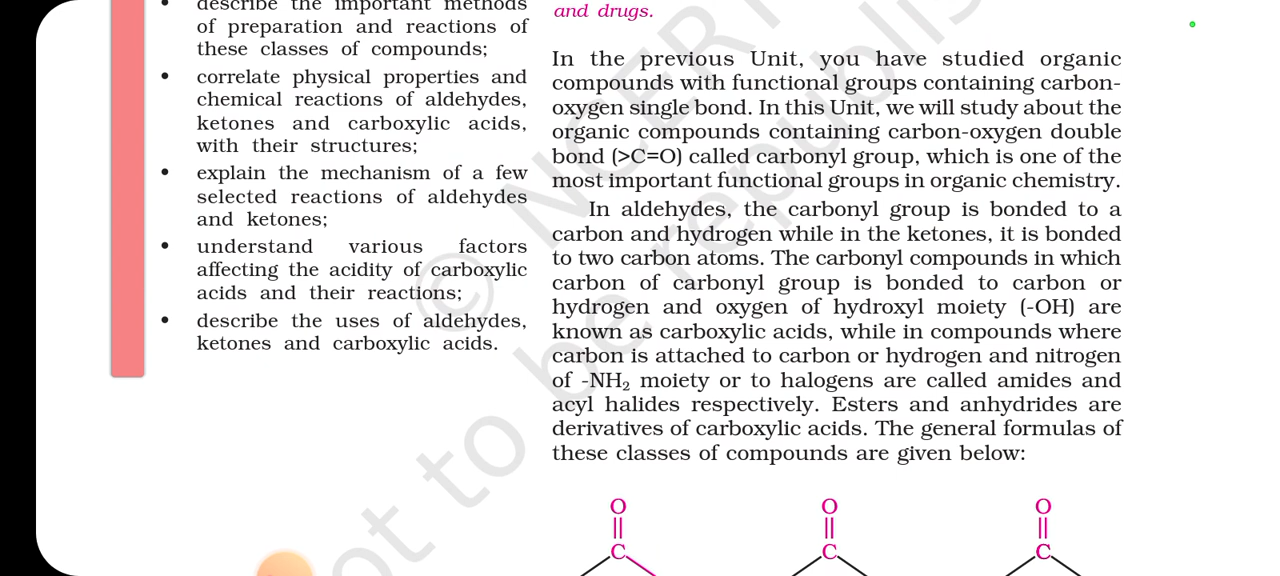 • describe the important methods
of preparation and reactions of
these classes of compounds;
• correlate physical properties and
chemical reactions of aldehydes,
ketones and carboxylic acids,
with their structures;
• explain the mechanism of a few
selected reactions of aldehydes
and ketones;
• understand various factors
affecting the acidity of carboxylic
acids and their reactions;
• describe the uses of aldehydes,
ketones and carboxylic acids.
and drugs.
In the previous Unit, you have studied organic
compounds with functional groups containing carbon-
oxygen single bond. In this Unit, we will study about the
organic compounds containing carbon-oxygen double
bond (>C=O) called carbonyl group, which is one of the
most important functional groups in organic chemistry.
In aldehydes, the carbonyl group is bonded to a
carbon and hydrogen while in the ketones, it is bonded
to two carbon atoms. The carbonyl compounds in which
carbon of carbonyl group is bonded to carbon or
hydrogen and oxygen of hydroxyl moiety (-OH) are
known as carboxylic acids, while in compounds where
carbon is attached to carbon or hydrogen and nitrogen
of -NH₂ moiety or to halogens are called amides and
acyl halides respectively. Esters and anhydrides are
derivatives of carboxylic acids. The general formulas of
these classes of compounds are given below:
O O O
C C C
© NCERT
not to be republis